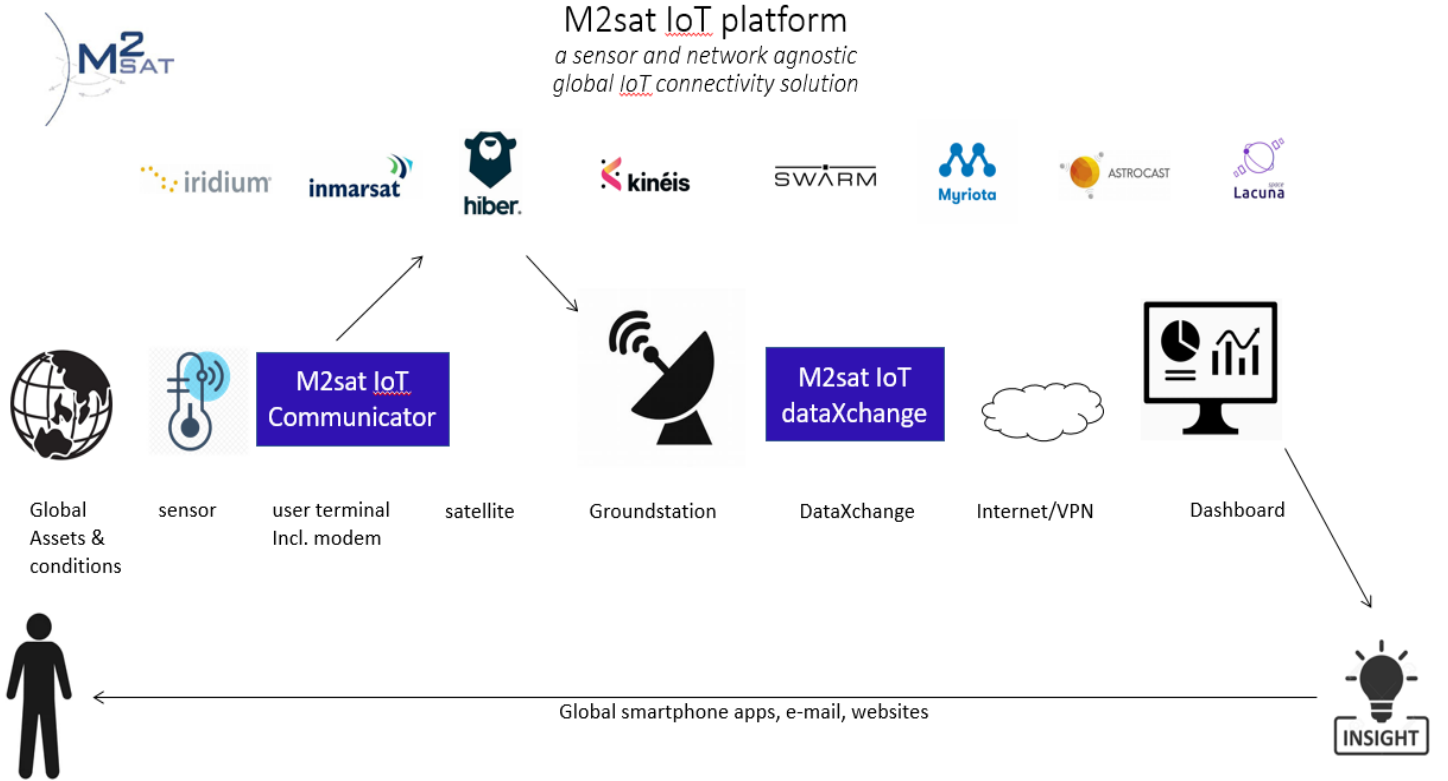 M2SAT
M2sat IoT platform
a sensor and network agnostic
global IoT connectivity solution
iridium
inmarsat
hiber.
kinéis
SWARM
Myriota
ASTROCAST
space
Lacuna
M2sat IoT
Communicator
M2sat IoT
dataXchange
Global
Assets &
conditions
sensor
user terminal
Incl. modem
satellite
Groundstation
DataXchange
Internet/VPN
Dashboard
Global smartphone apps, e-mail, websites
INSIGHT